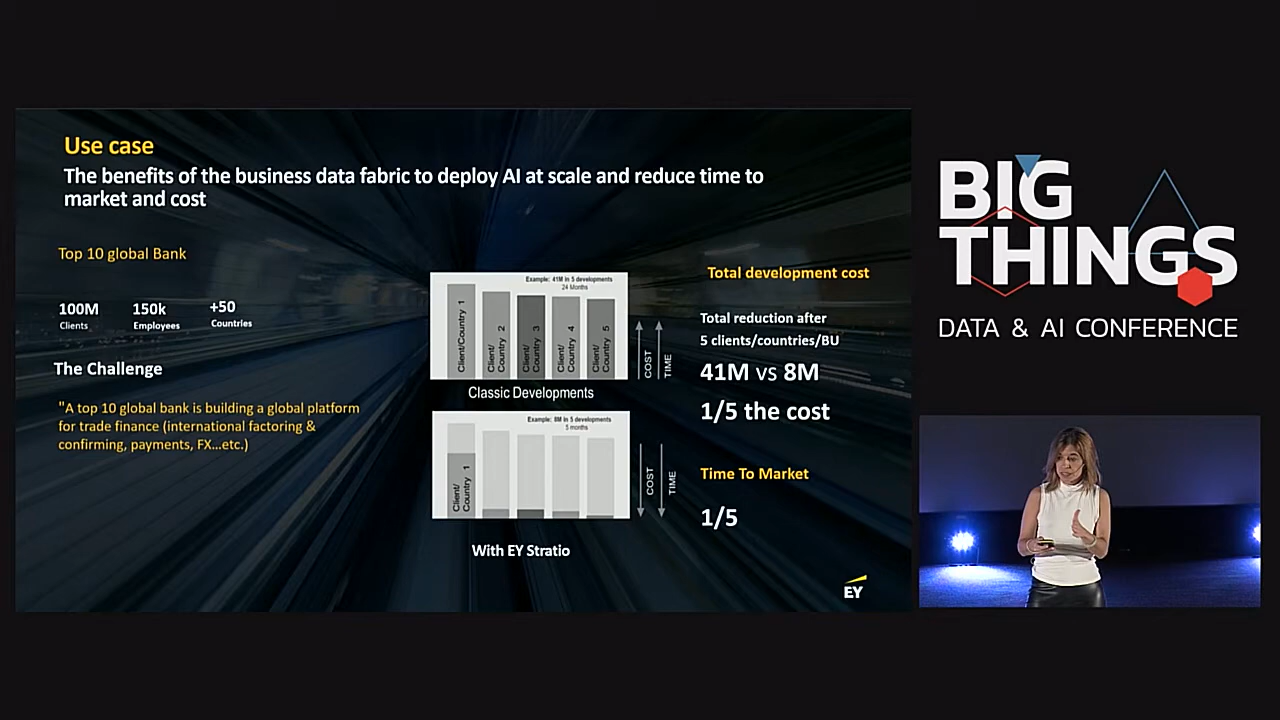 Use case
The benefits of the business data fabric to deploy AI at scale and reduce time to
market and cost
Top 10 global Bank
100M
Clients
150k
Employees
+50
Countries
The Challenge
"A top 10 global bank is building a global platform
for trade finance (international factoring &
confirming, payments, FX...etc.)
Example: 41M in 5 developments
24 Months
Client/Country 1
Client/
Country 2
Client/
Country 3
Client/
Country 4
Client/
Country 5
COST
TIME
Classic Developments
Example: 8M in 5 developments
5 months
Client/
Country 1
COST
TIME
With EY Stratio
Total development cost
Total reduction after
5 clients/countries/BU
41M vs 8M
1/5 the cost
Time To Market
1/5
EY
BIG
THINGS
DATA & AI CONFERENCE